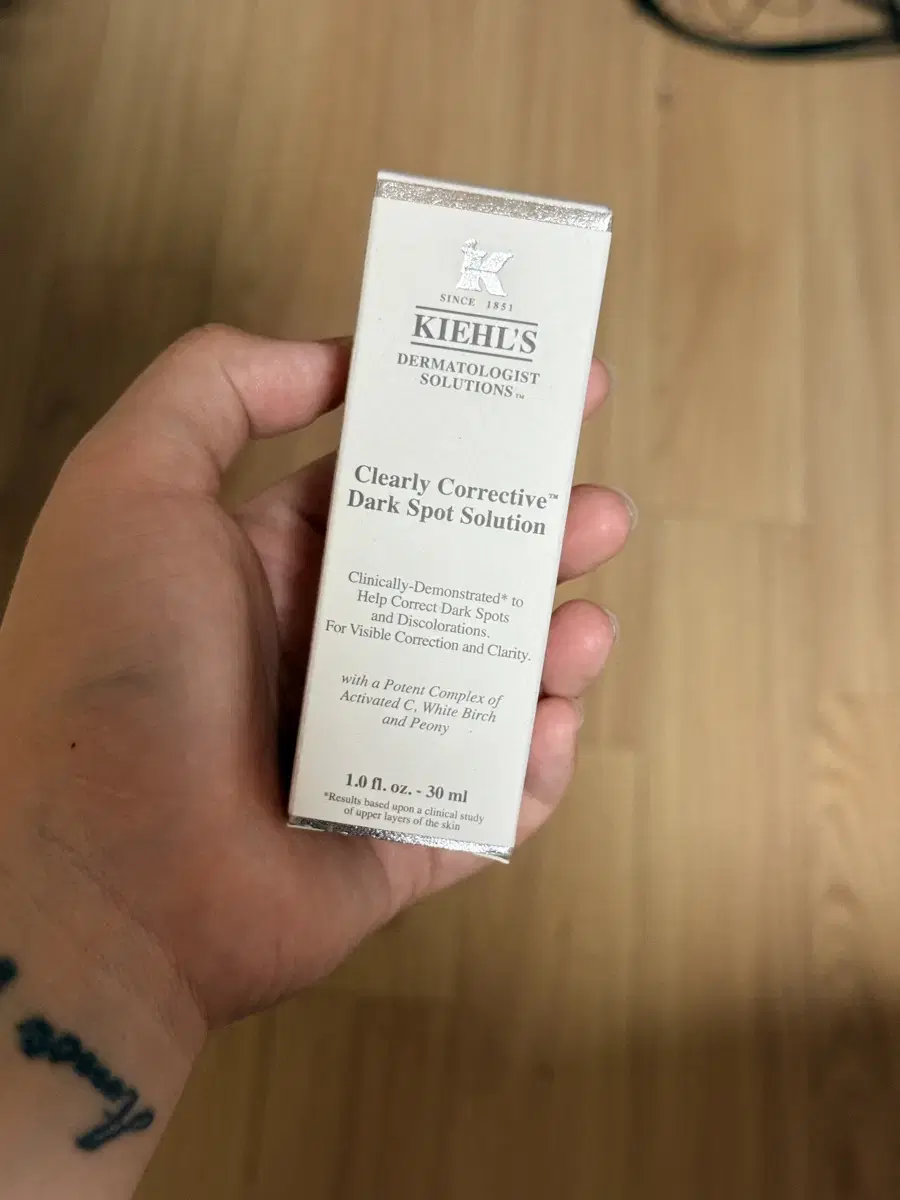 K
SINCE 1851
KIEHL'S
DERMATOLOGIST
SOLUTIONS™
Clearly Corrective™
Dark Spot Solution
Clinically-Demonstrated* to
Help Correct Dark Spots
and Discolorations.
For Visible Correction and Clarity.
with a Potent Complex of
Activated C, White Birch
and Peony
1.0 fl. oz. - 30 ml
*Results based upon a clinical study
of upper layers of the skin